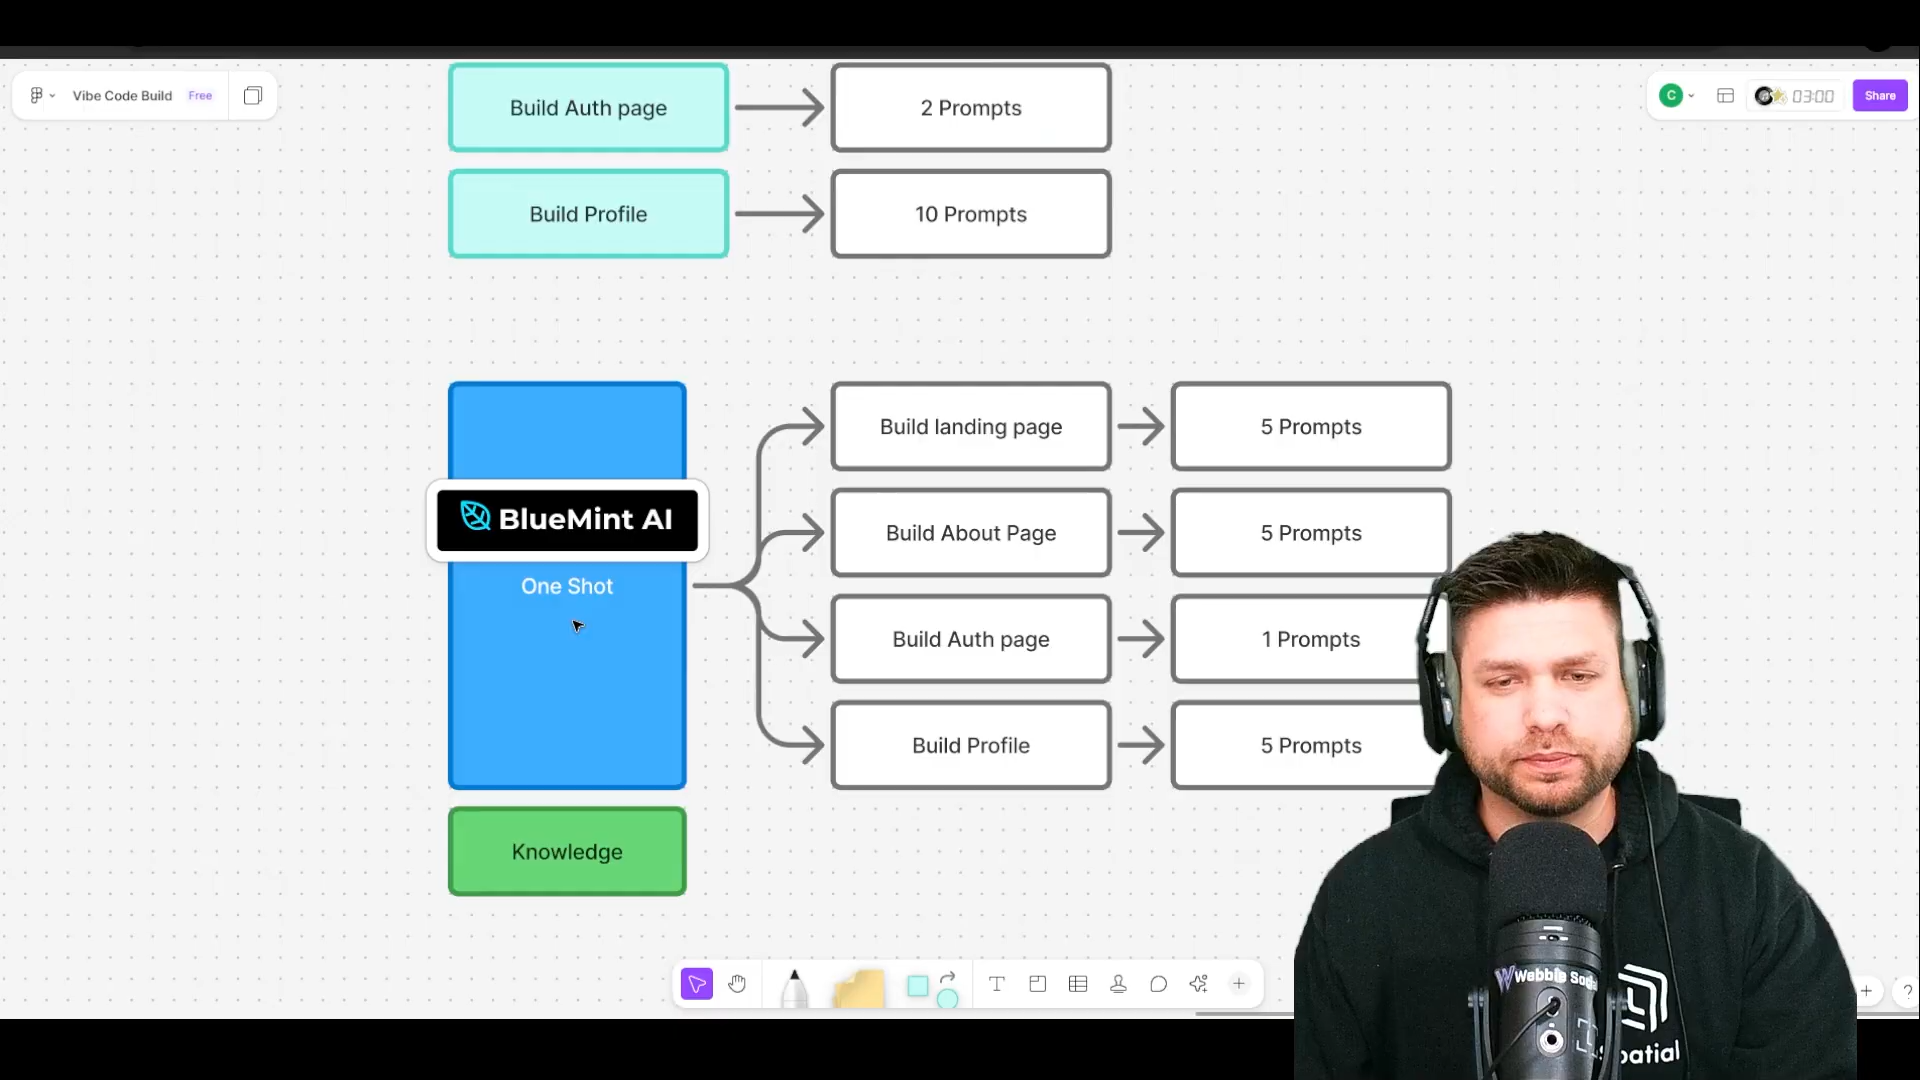 Vibe Code Build Free
C 03:00 Share
Build Auth page
2 Prompts
Build Profile
10 Prompts
Build landing page
5 Prompts
BlueMint AI
One Shot
Build About Page
5 Prompts
Build Auth page
1 Prompts
Build Profile
5 Prompts
Knowledge
T
?